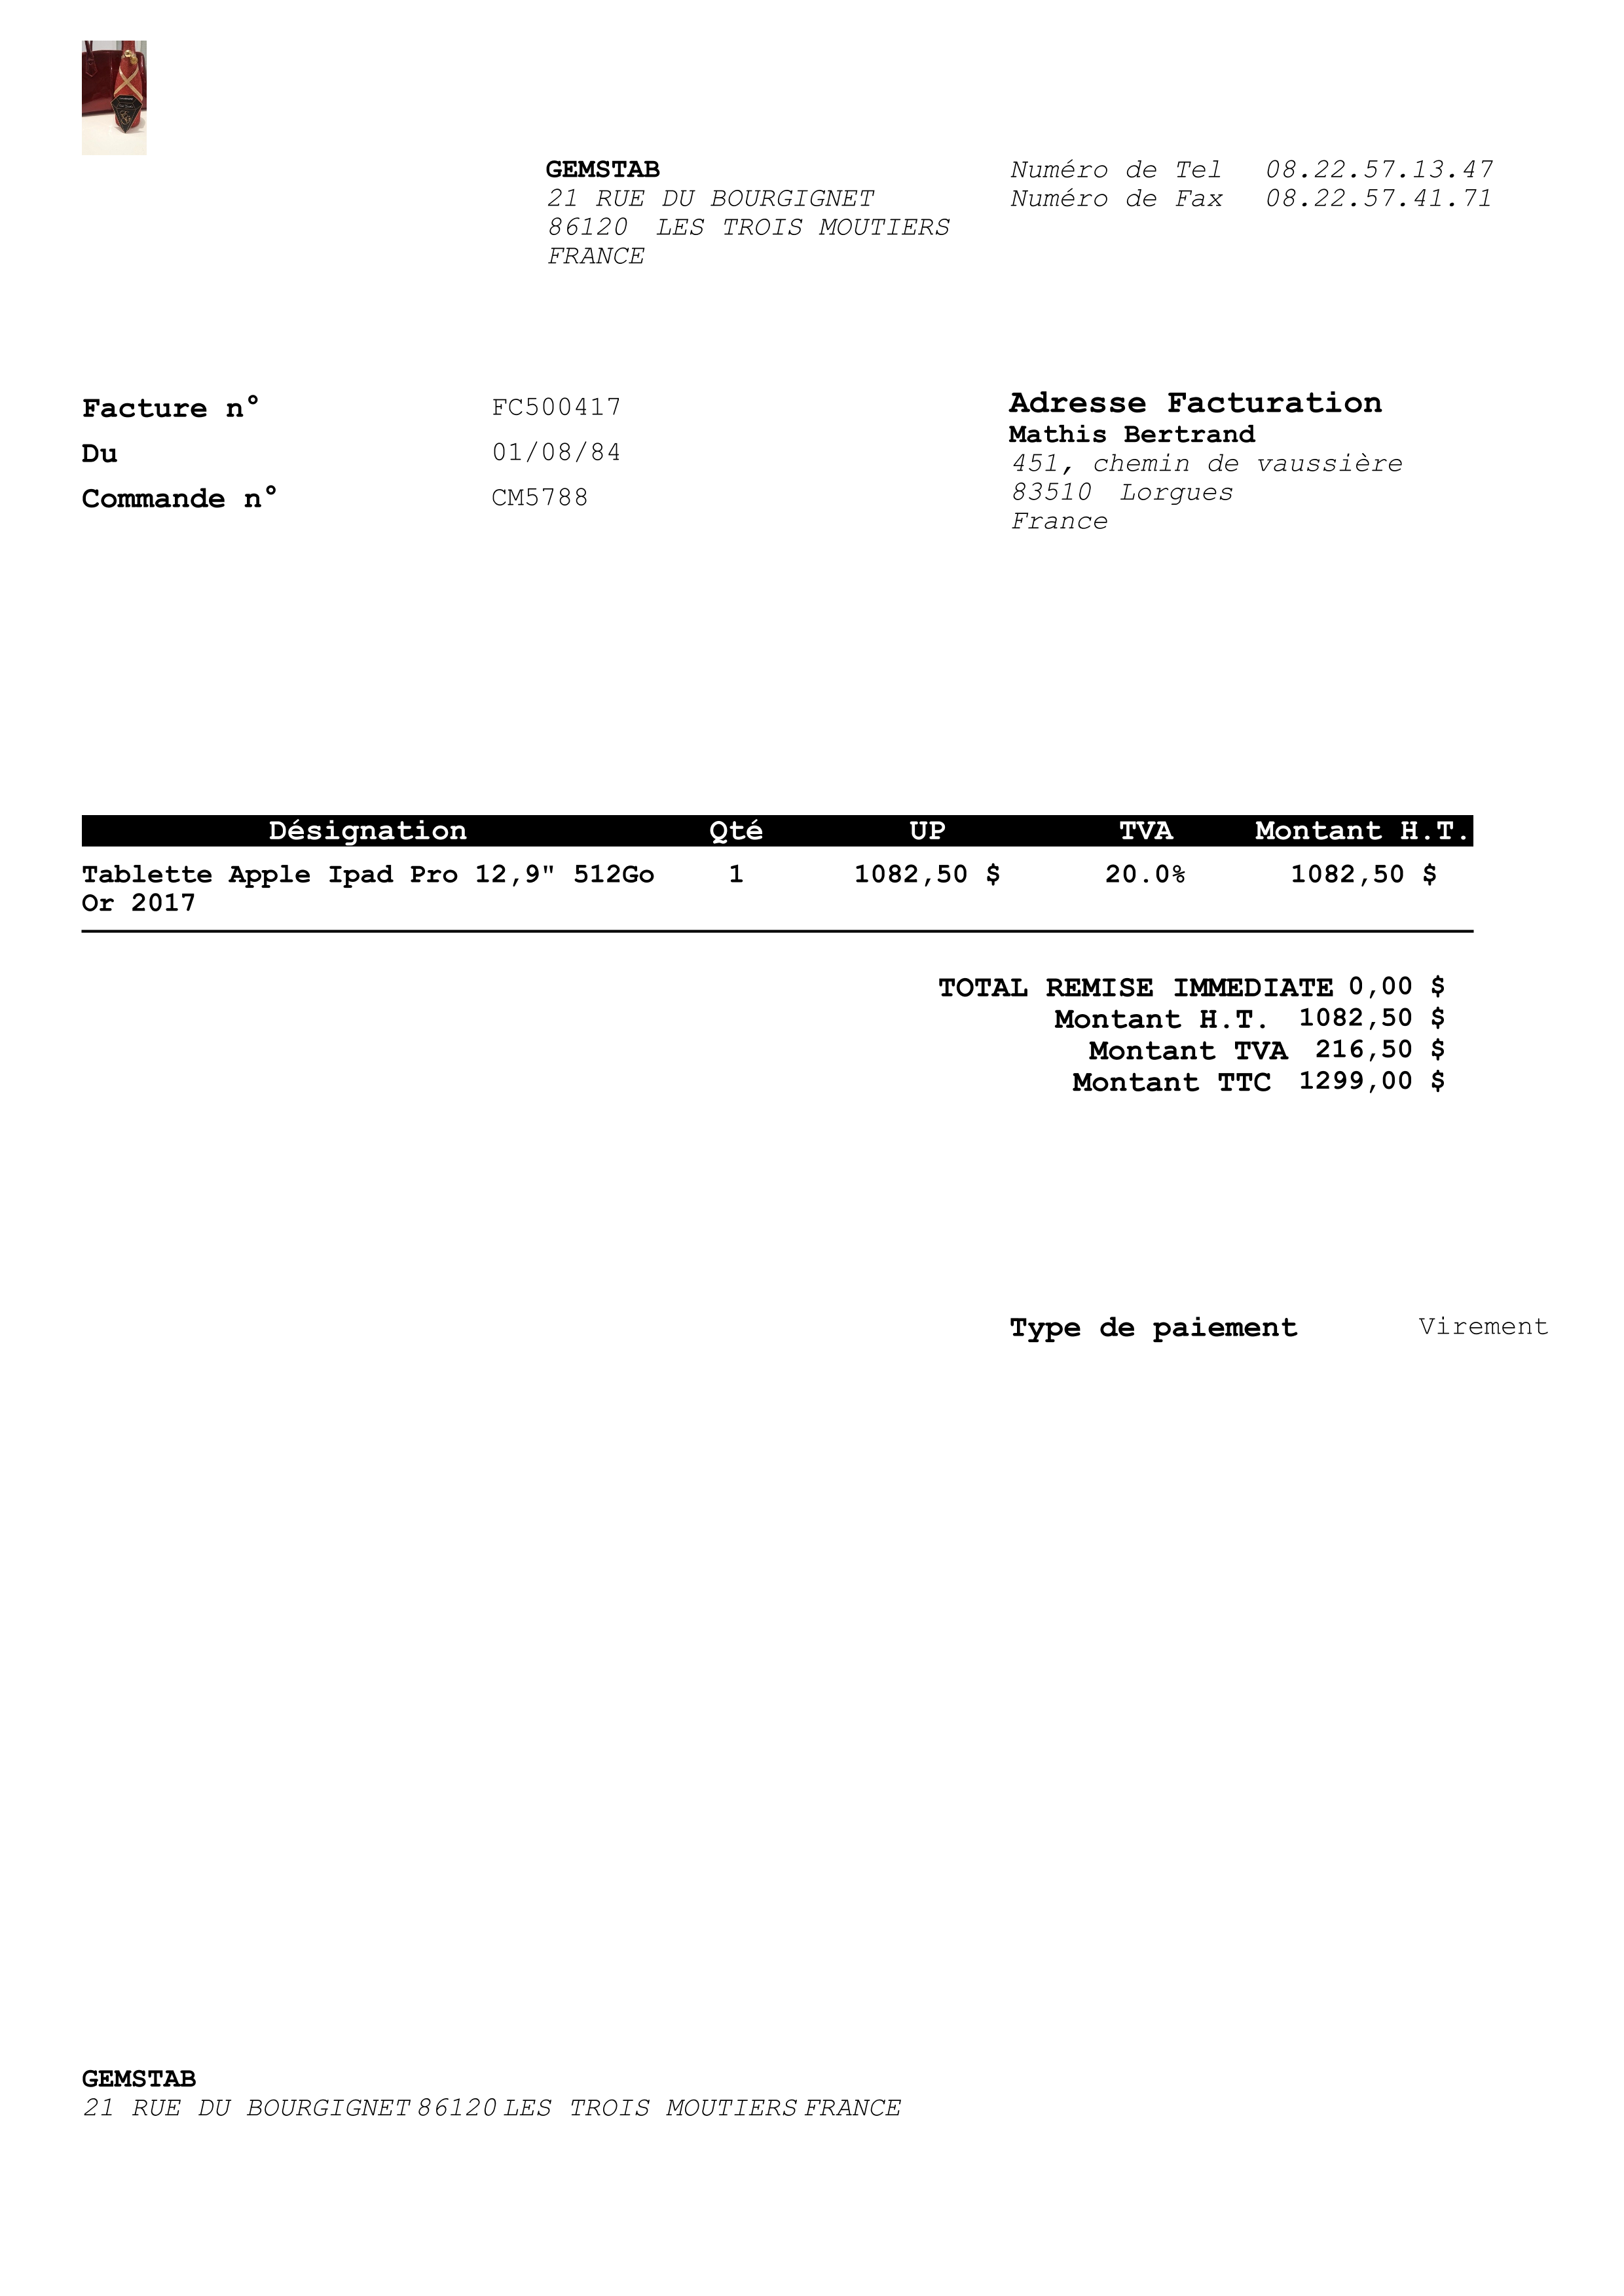 GEMSTAB
21 RUE DU BOURGIGNET
86120 LES TROIS MOUTIERS
FRANCE
Numéro de Tel 08.22.57.13.47
Numéro de Fax 08.22.57.41.71
Facture n° FC500417
Du 01/08/84
Commande n° CM5788
Adresse Facturation
Mathis Bertrand
451, chemin de vaussière
83510 Lorgues
France
Désignation Qté UP TVA Montant H.T.
Tablette Apple Ipad Pro 12,9" 512Go 1 1082,50 $ 20.0% 1082,50 $
Or 2017
TOTAL REMISE IMMEDIATE 0,00 $
Montant H.T. 1082,50 $
Montant TVA 216,50 $
Montant TTC 1299,00 $
Type de paiement Virement
GEMSTAB
21 RUE DU BOURGIGNET 86120 LES TROIS MOUTIERS FRANCE